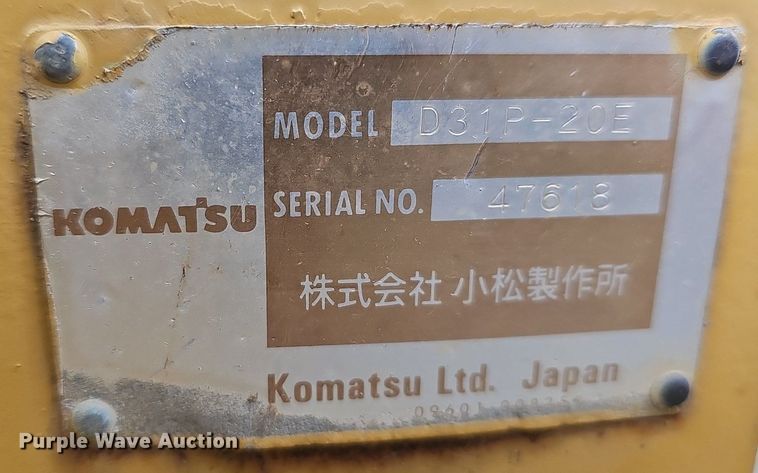 MODEL D31P-20E
KOMATSU
SERIAL NO. 47618
株式会社 小松製作所
Komatsu Ltd. Japan
Purple Wave Auction